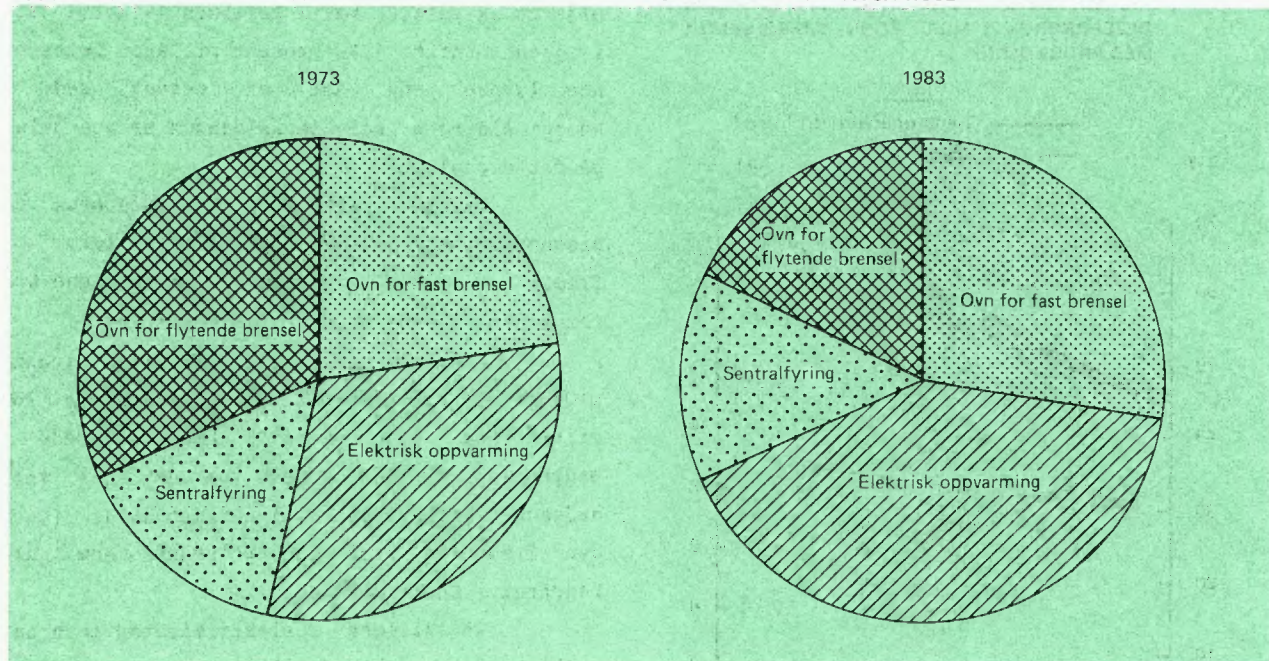 1973
Ovn for fast brensel
Ovn for flytende brensel
Elektrisk oppvarming
Sentralfyring
1983
Ovn for
flytende brensel
Ovn for fast brensel
Sentralfyring
Elektrisk oppvarming